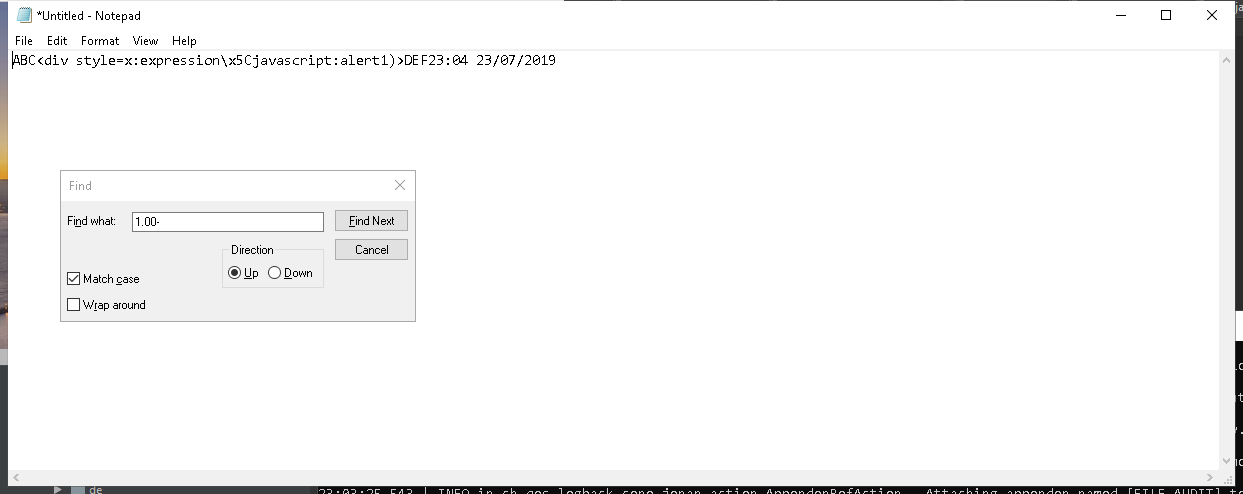 *Untitled - Notepad
File Edit Format View Help
ABC<div style=x:expression\x5Cjavascript:alert1)>DEF23:04 23/07/2019
Find
Find what: 1.00- Find Next
Direction Cancel
Up Down
Match case
Wrap around
de
23:03:25,543 | INFO in ch.qos.logback.core.joran.action.AppenderRefAction - Attaching appender named [FILE_AUDIT] t